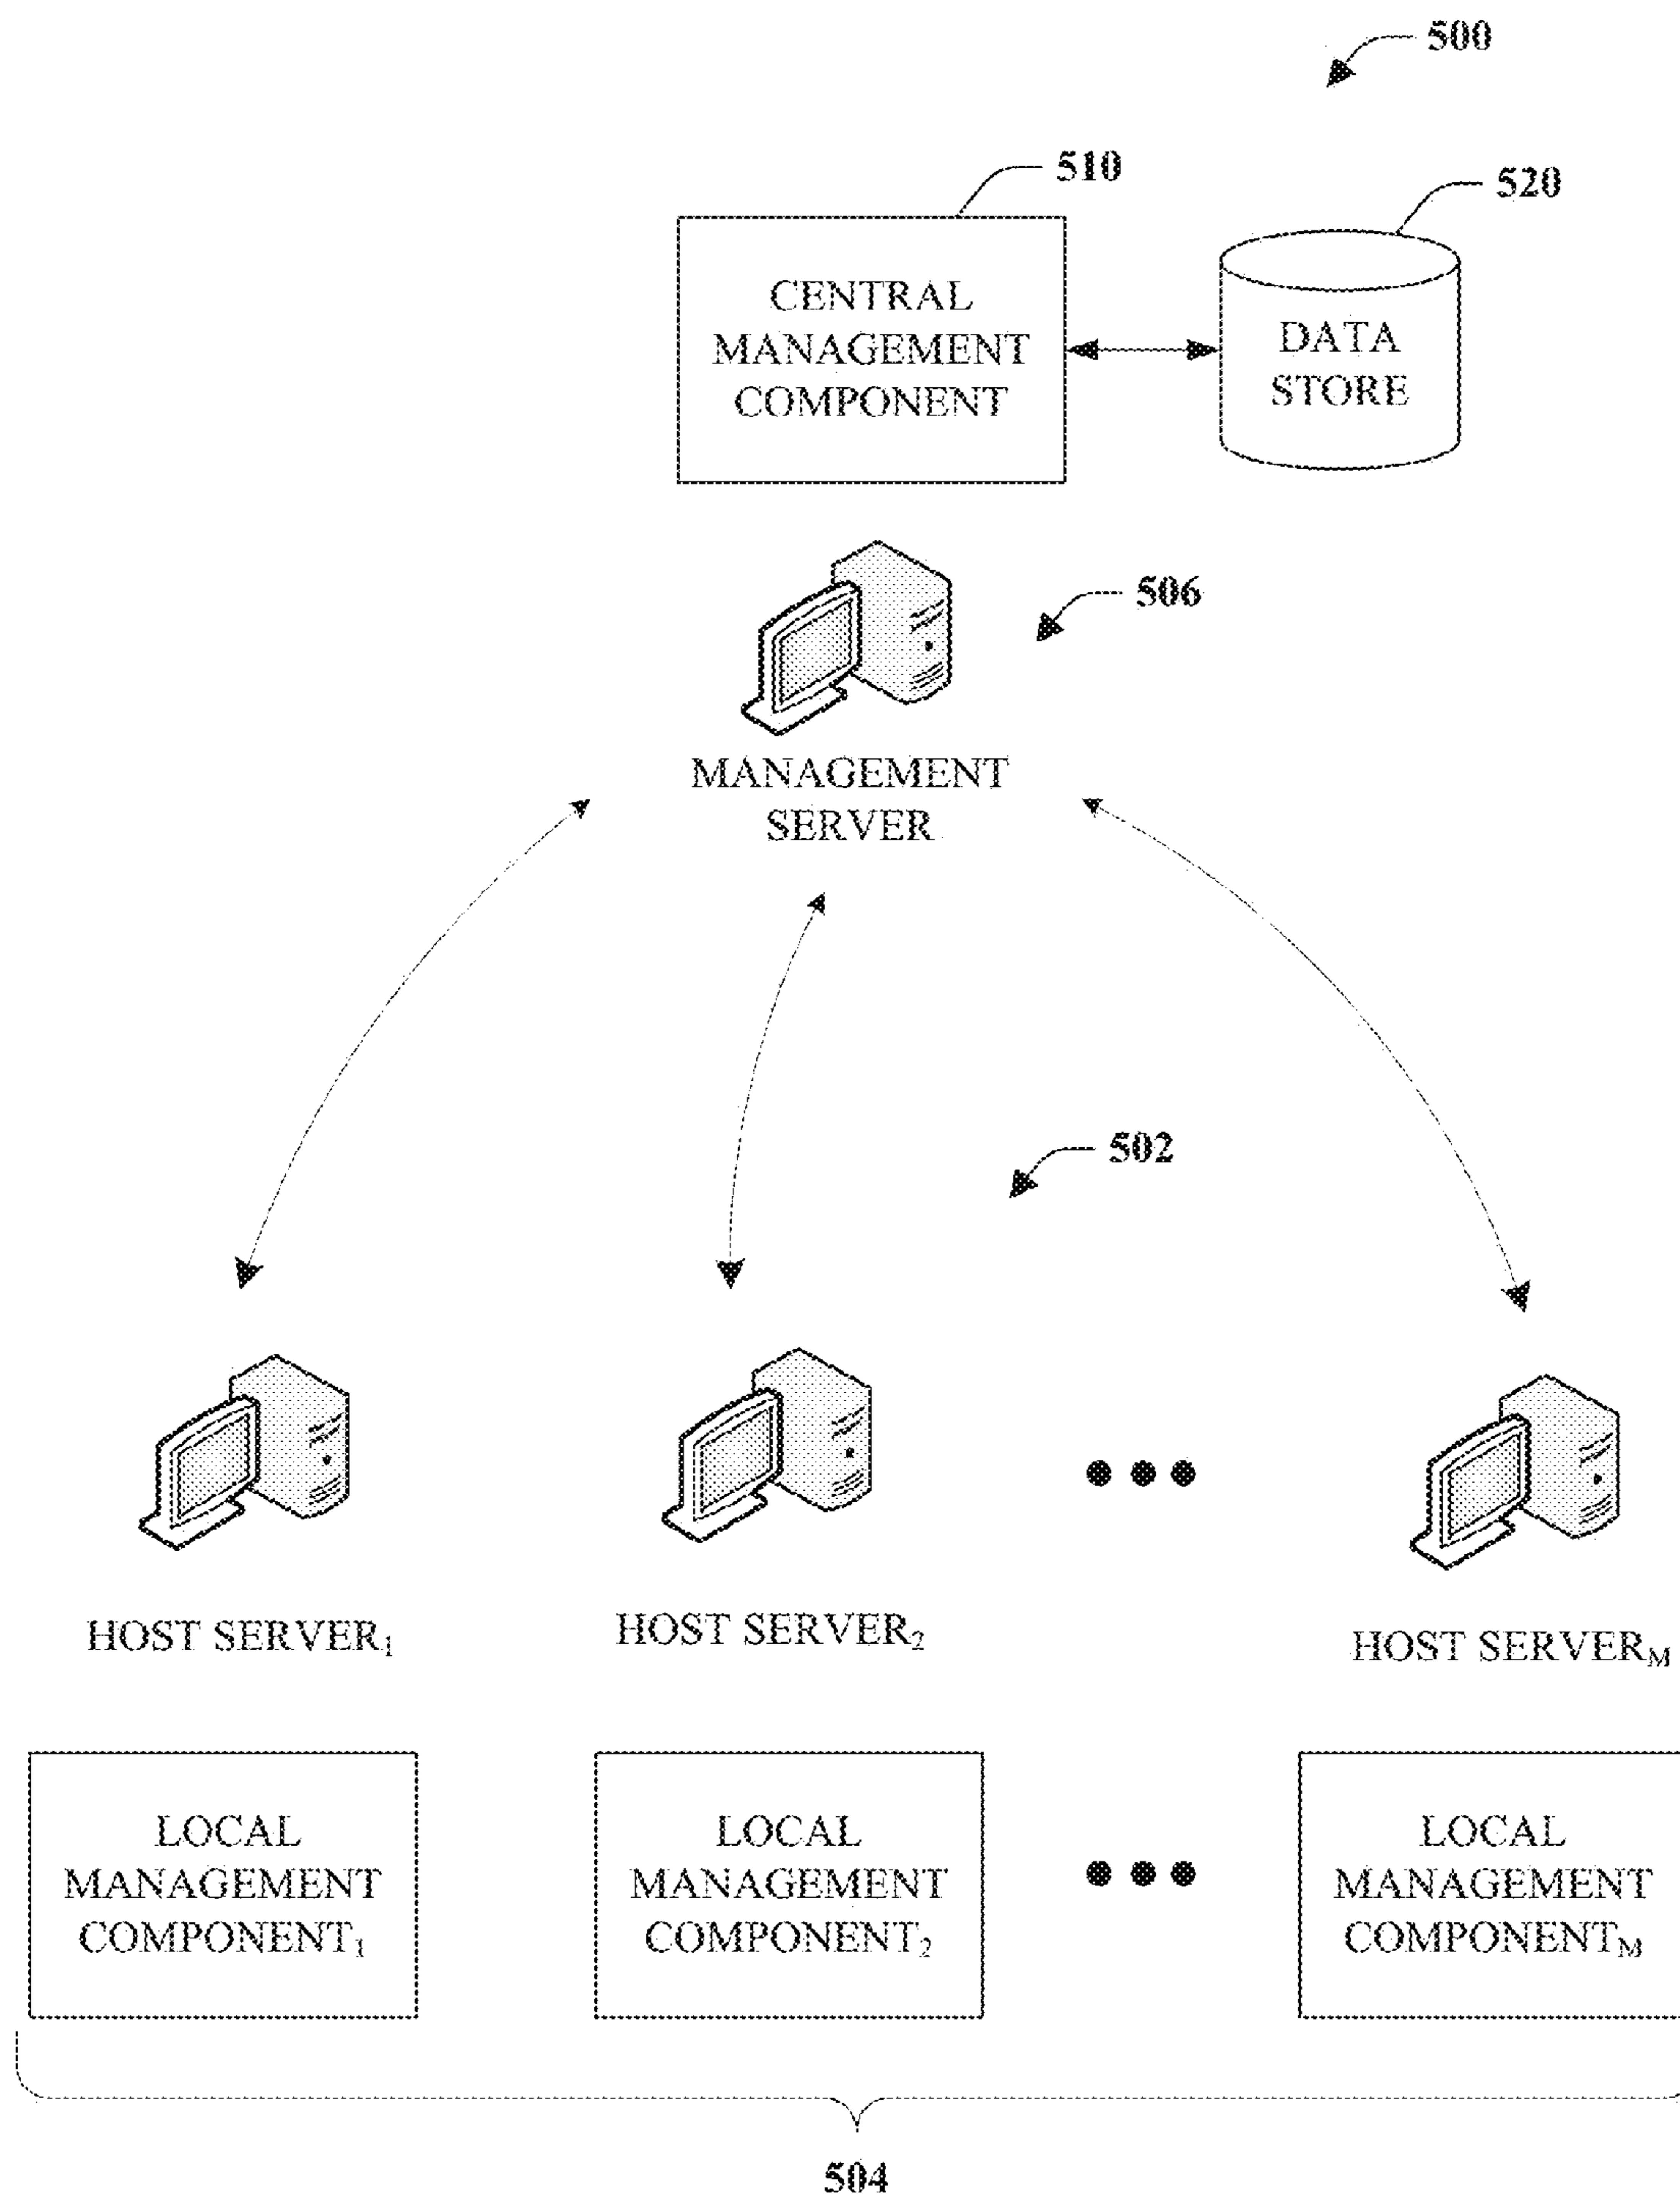 500
510
520
CENTRAL
MANAGEMENT
COMPONENT
DATA
STORE
506
MANAGEMENT
SERVER
502
HOST SERVER₁
HOST SERVER₂
HOST SERVERM
LOCAL
MANAGEMENT
COMPONENT₁
LOCAL
MANAGEMENT
COMPONENT₂
LOCAL
MANAGEMENT
COMPONENTM
504